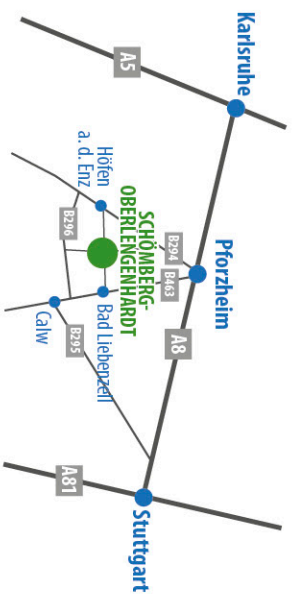 Karlsruhe
A5
Pforzheim
B294
B463
A8
Höfen
a. d. Enz
SCHÖMBERG-
OBERLENGENHARDT
B296
Bad Liebenzell
Calw
B295
A81
Stuttgart